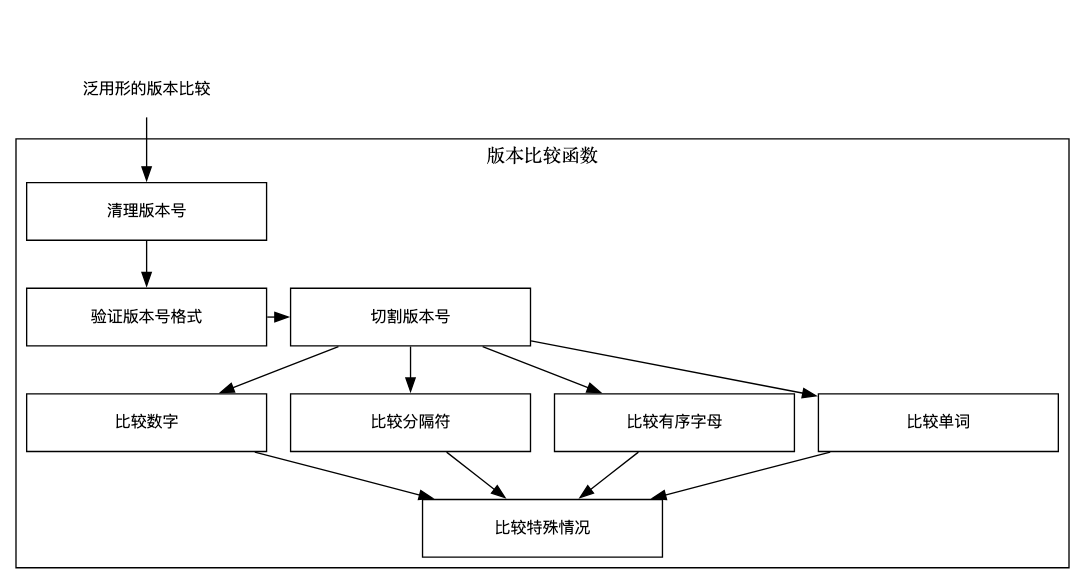 泛用形的版本比较
版本比较函数
清理版本号
验证版本号格式
切割版本号
比较数字
比较分隔符
比较有序字母
比较单词
比较特殊情况